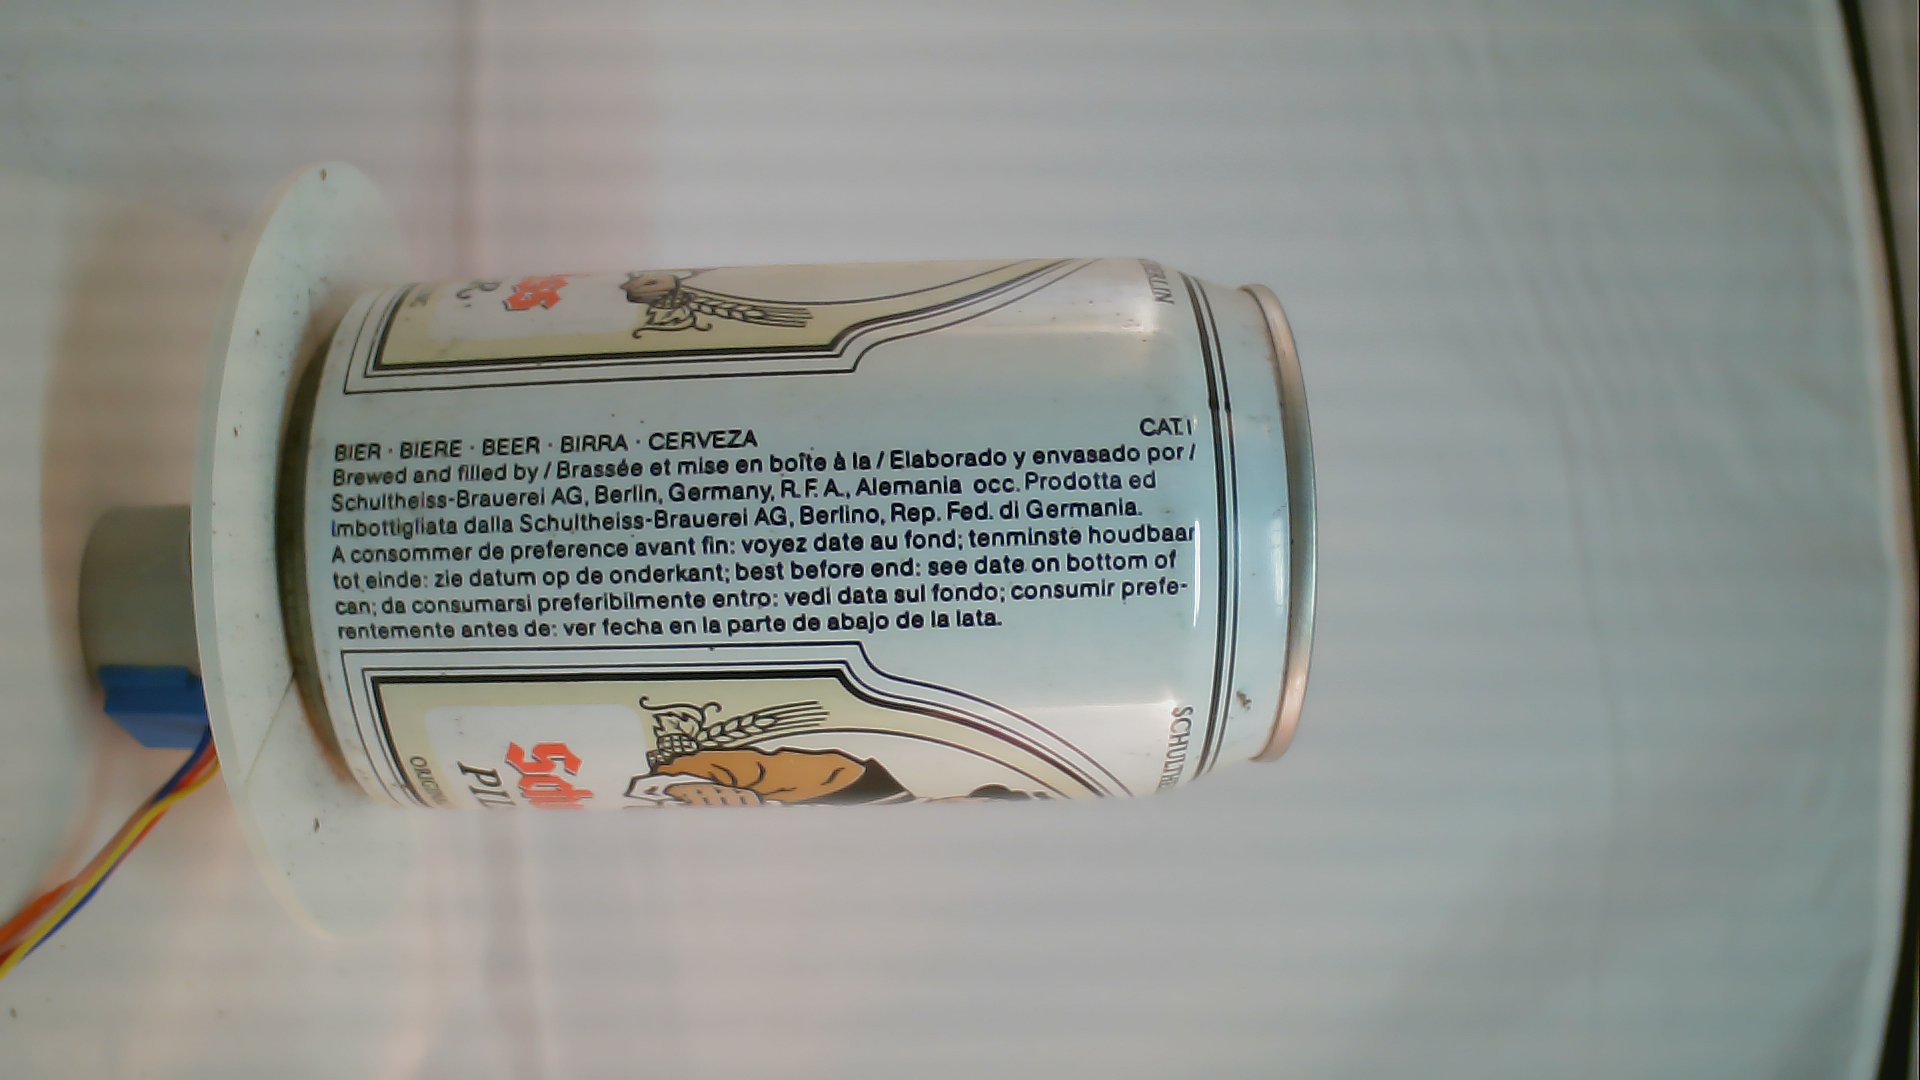 BIER · BIERE · BEER · BIRRA · CERVEZA CAT.I
Brewed and filled by / Brassée et mise en boîte à la / Elaborado y envasado por /
Schultheiss-Brauerei AG, Berlin, Germany, R.F.A., Alemania occ. Prodotta ed
imbottigliata dalla Schultheiss-Brauerei AG, Berlino, Rep. Fed. di Germania.
A consommer de preference avant fin: voyez date au fond; tenminste houdbaar
tot einde: zie datum op de onderkant; best before end: see date on bottom of
can; da consumarsi preferibilmente entro: vedi data sul fondo; consumir prefe-
rentemente antes de: ver fecha en la parte de abajo de la lata.